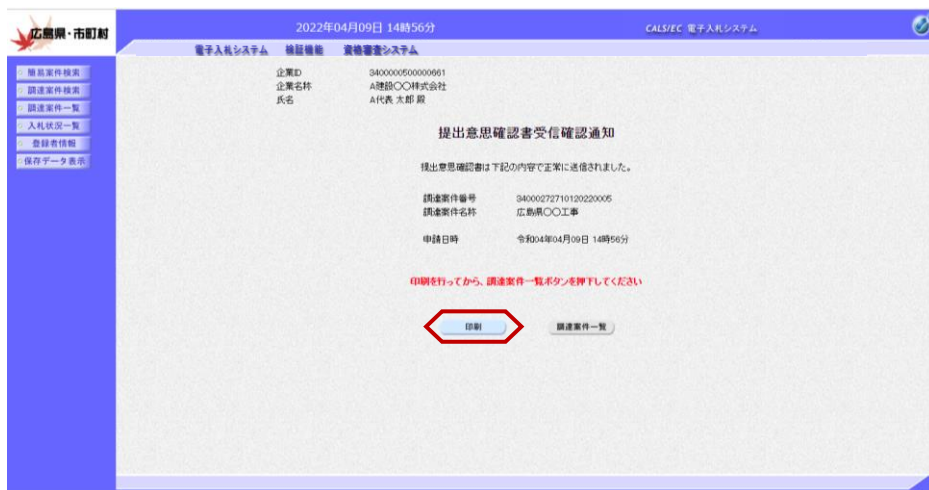 広島県・市町村
2022年04月09日 14時56分
CALS/EC 電子入札システム
電子入札システム 検証機能 資格審査システム
簡易案件検索
調達案件検索
調達案件一覧
入札状況一覧
登録者情報
保存データ表示
企業ID 3400000500000661
企業名称 A建設〇〇株式会社
氏名 A代表 太郎 殿
提出意思確認書受信確認通知
提出意思確認書は下記の内容で正常に送信されました。
調達案件番号 34000272710120220005
調達案件名称 広島県〇〇工事
申請日時 令和04年04月09日 14時56分
印刷を行ってから、調達案件一覧ボタンを押下してください
印刷 調達案件一覧